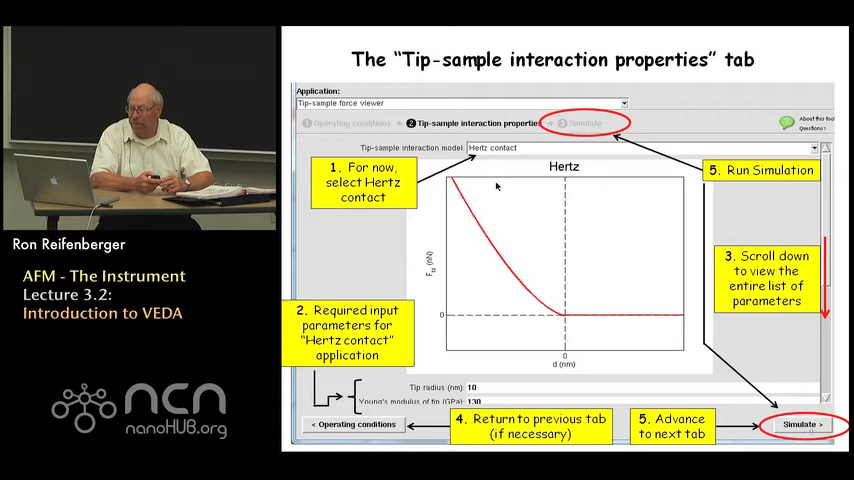 The “Tip-sample interaction properties” tab
Application:
Tip-sample force viewer
1 Operating conditions
2 Tip-sample interaction properties
3 Simulate
About this tool
Questions?
Tip-sample interaction model:
Hertz contact
1. For now,
select Hertz
contact
5. Run Simulation
Hertz
Fts (nN)
0
0
d (nm)
3. Scroll down
to view the
entire list of
parameters
2. Required input
parameters for
“Hertz contact”
application
Tip radius (nm): 10
Young's modulus of tip (GPa): 130
< Operating conditions
4. Return to previous tab
(if necessary)
5. Advance
to next tab
Simulate >
Ron Reifenberger
AFM - The Instrument
Lecture 3.2:
Introduction to VEDA
ncn
nanoHUB.org